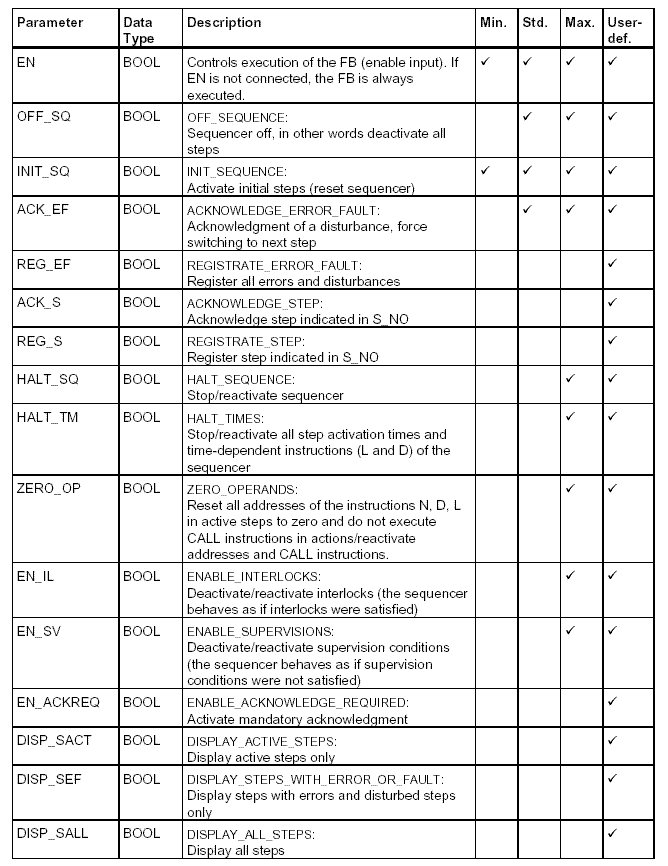 Parameter Data Type Description Min. Std. Max. User-def.
EN BOOL Controls execution of the FB (enable input). If ✓ ✓ ✓ ✓
EN is not connected, the FB is always
executed.
OFF_SQ BOOL OFF_SEQUENCE: ✓ ✓ ✓
Sequencer off, in other words deactivate all
steps
INIT_SQ BOOL INIT_SEQUENCE: ✓ ✓ ✓ ✓
Activate initial steps (reset sequencer)
ACK_EF BOOL ACKNOWLEDGE_ERROR_FAULT: ✓ ✓ ✓
Acknowledgment of a disturbance, force
switching to next step
REG_EF BOOL REGISTRATE_ERROR_FAULT: ✓
Register all errors and disturbances
ACK_S BOOL ACKNOWLEDGE_STEP: ✓
Acknowledge step indicated in S_NO
REG_S BOOL REGISTRATE_STEP: ✓
Register step indicated in S_NO
HALT_SQ BOOL HALT_SEQUENCE: ✓ ✓
Stop/reactivate sequencer
HALT_TM BOOL HALT_TIMES: ✓ ✓
Stop/reactivate all step activation times and
time-dependent instructions (L and D) of the
sequencer
ZERO_OP BOOL ZERO_OPERANDS: ✓ ✓
Reset all addresses of the instructions N, D, L
in active steps to zero and do not execute
CALL instructions in actions/reactivate
addresses and CALL instructions.
EN_IL BOOL ENABLE_INTERLOCKS: ✓ ✓
Deactivate/reactivate interlocks (the sequencer
behaves as if interlocks were satisfied)
EN_SV BOOL ENABLE_SUPERVISIONS: ✓ ✓
Deactivate/reactivate supervision conditions
(the sequencer behaves as if supervision
conditions were not satisfied)
EN_ACKREQ BOOL ENABLE_ACKNOWLEDGE_REQUIRED: ✓
Activate mandatory acknowledgment
DISP_SACT BOOL DISPLAY_ACTIVE_STEPS: ✓
Display active steps only
DISP_SEF BOOL DISPLAY_STEPS_WITH_ERROR_OR_FAULT: ✓
Display steps with errors and disturbed steps
only
DISP_SALL BOOL DISPLAY_ALL_STEPS: ✓
Display all steps